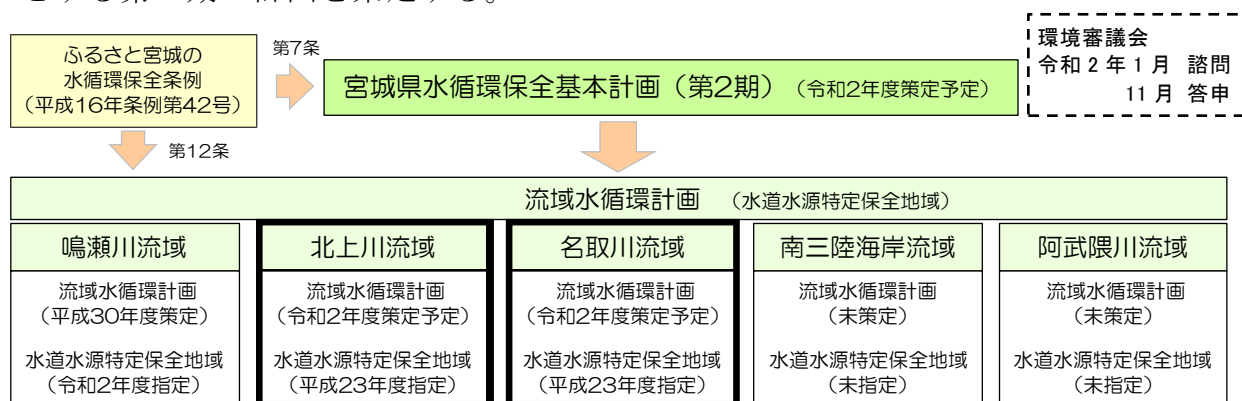 ふるさと宮城の
水循環保全条例
(平成16年条例第42号)
第7条
宮城県水循環保全基本計画(第2期)(令和2年度策定予定)
環境審議会
令和2年1月 諮問
11月 答申
第12条
流域水循環計画 (水道水源特定保全地域)
鳴瀬川流域
流域水循環計画
(平成30年度策定)
水道水源特定保全地域
(令和2年度指定)
北上川流域
流域水循環計画
(令和2年度策定予定)
水道水源特定保全地域
(平成23年度指定)
名取川流域
流域水循環計画
(令和2年度策定予定)
水道水源特定保全地域
(平成23年度指定)
南三陸海岸流域
流域水循環計画
(未策定)
水道水源特定保全地域
(未指定)
阿武隈川流域
流域水循環計画
(未策定)
水道水源特定保全地域
(未指定)